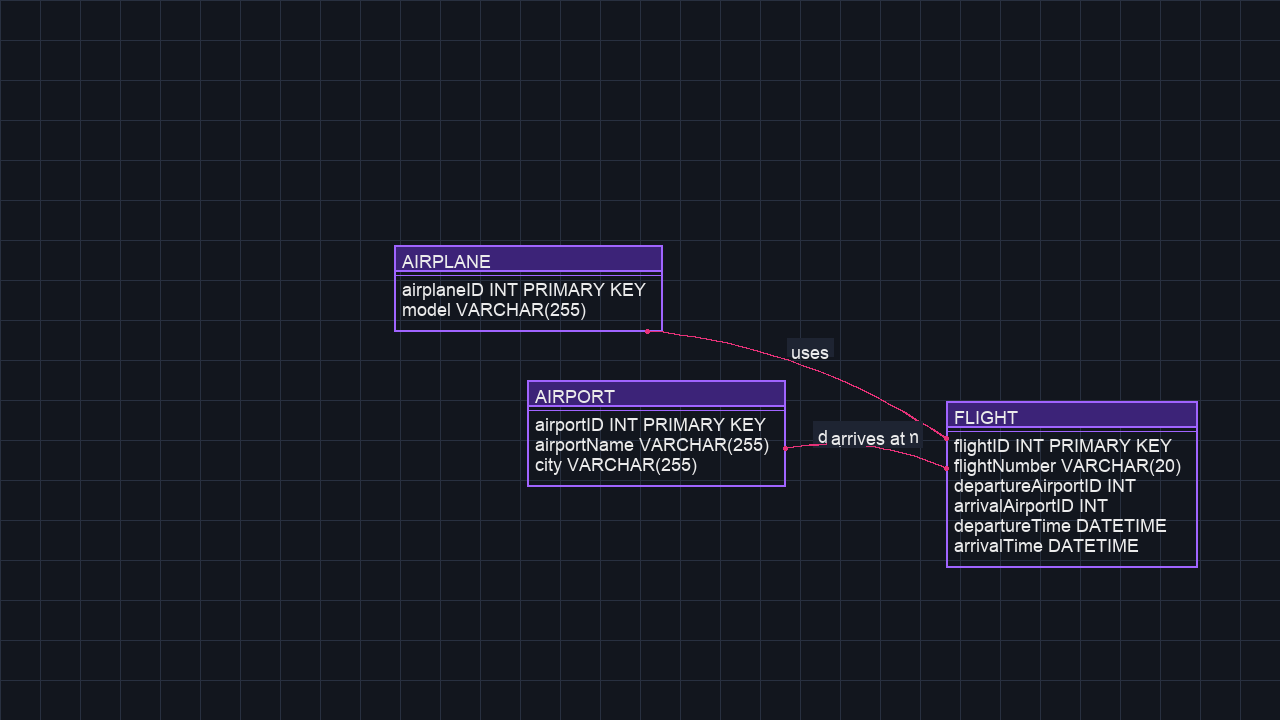 AIRPLANE
airplaneID INT PRIMARY KEY
model VARCHAR(255)
uses
AIRPORT
airportID INT PRIMARY KEY
airportName VARCHAR(255)
city VARCHAR(255)
arrives at
FLIGHT
flightID INT PRIMARY KEY
flightNumber VARCHAR(20)
departureAirportID INT
arrivalAirportID INT
departureTime DATETIME
arrivalTime DATETIME